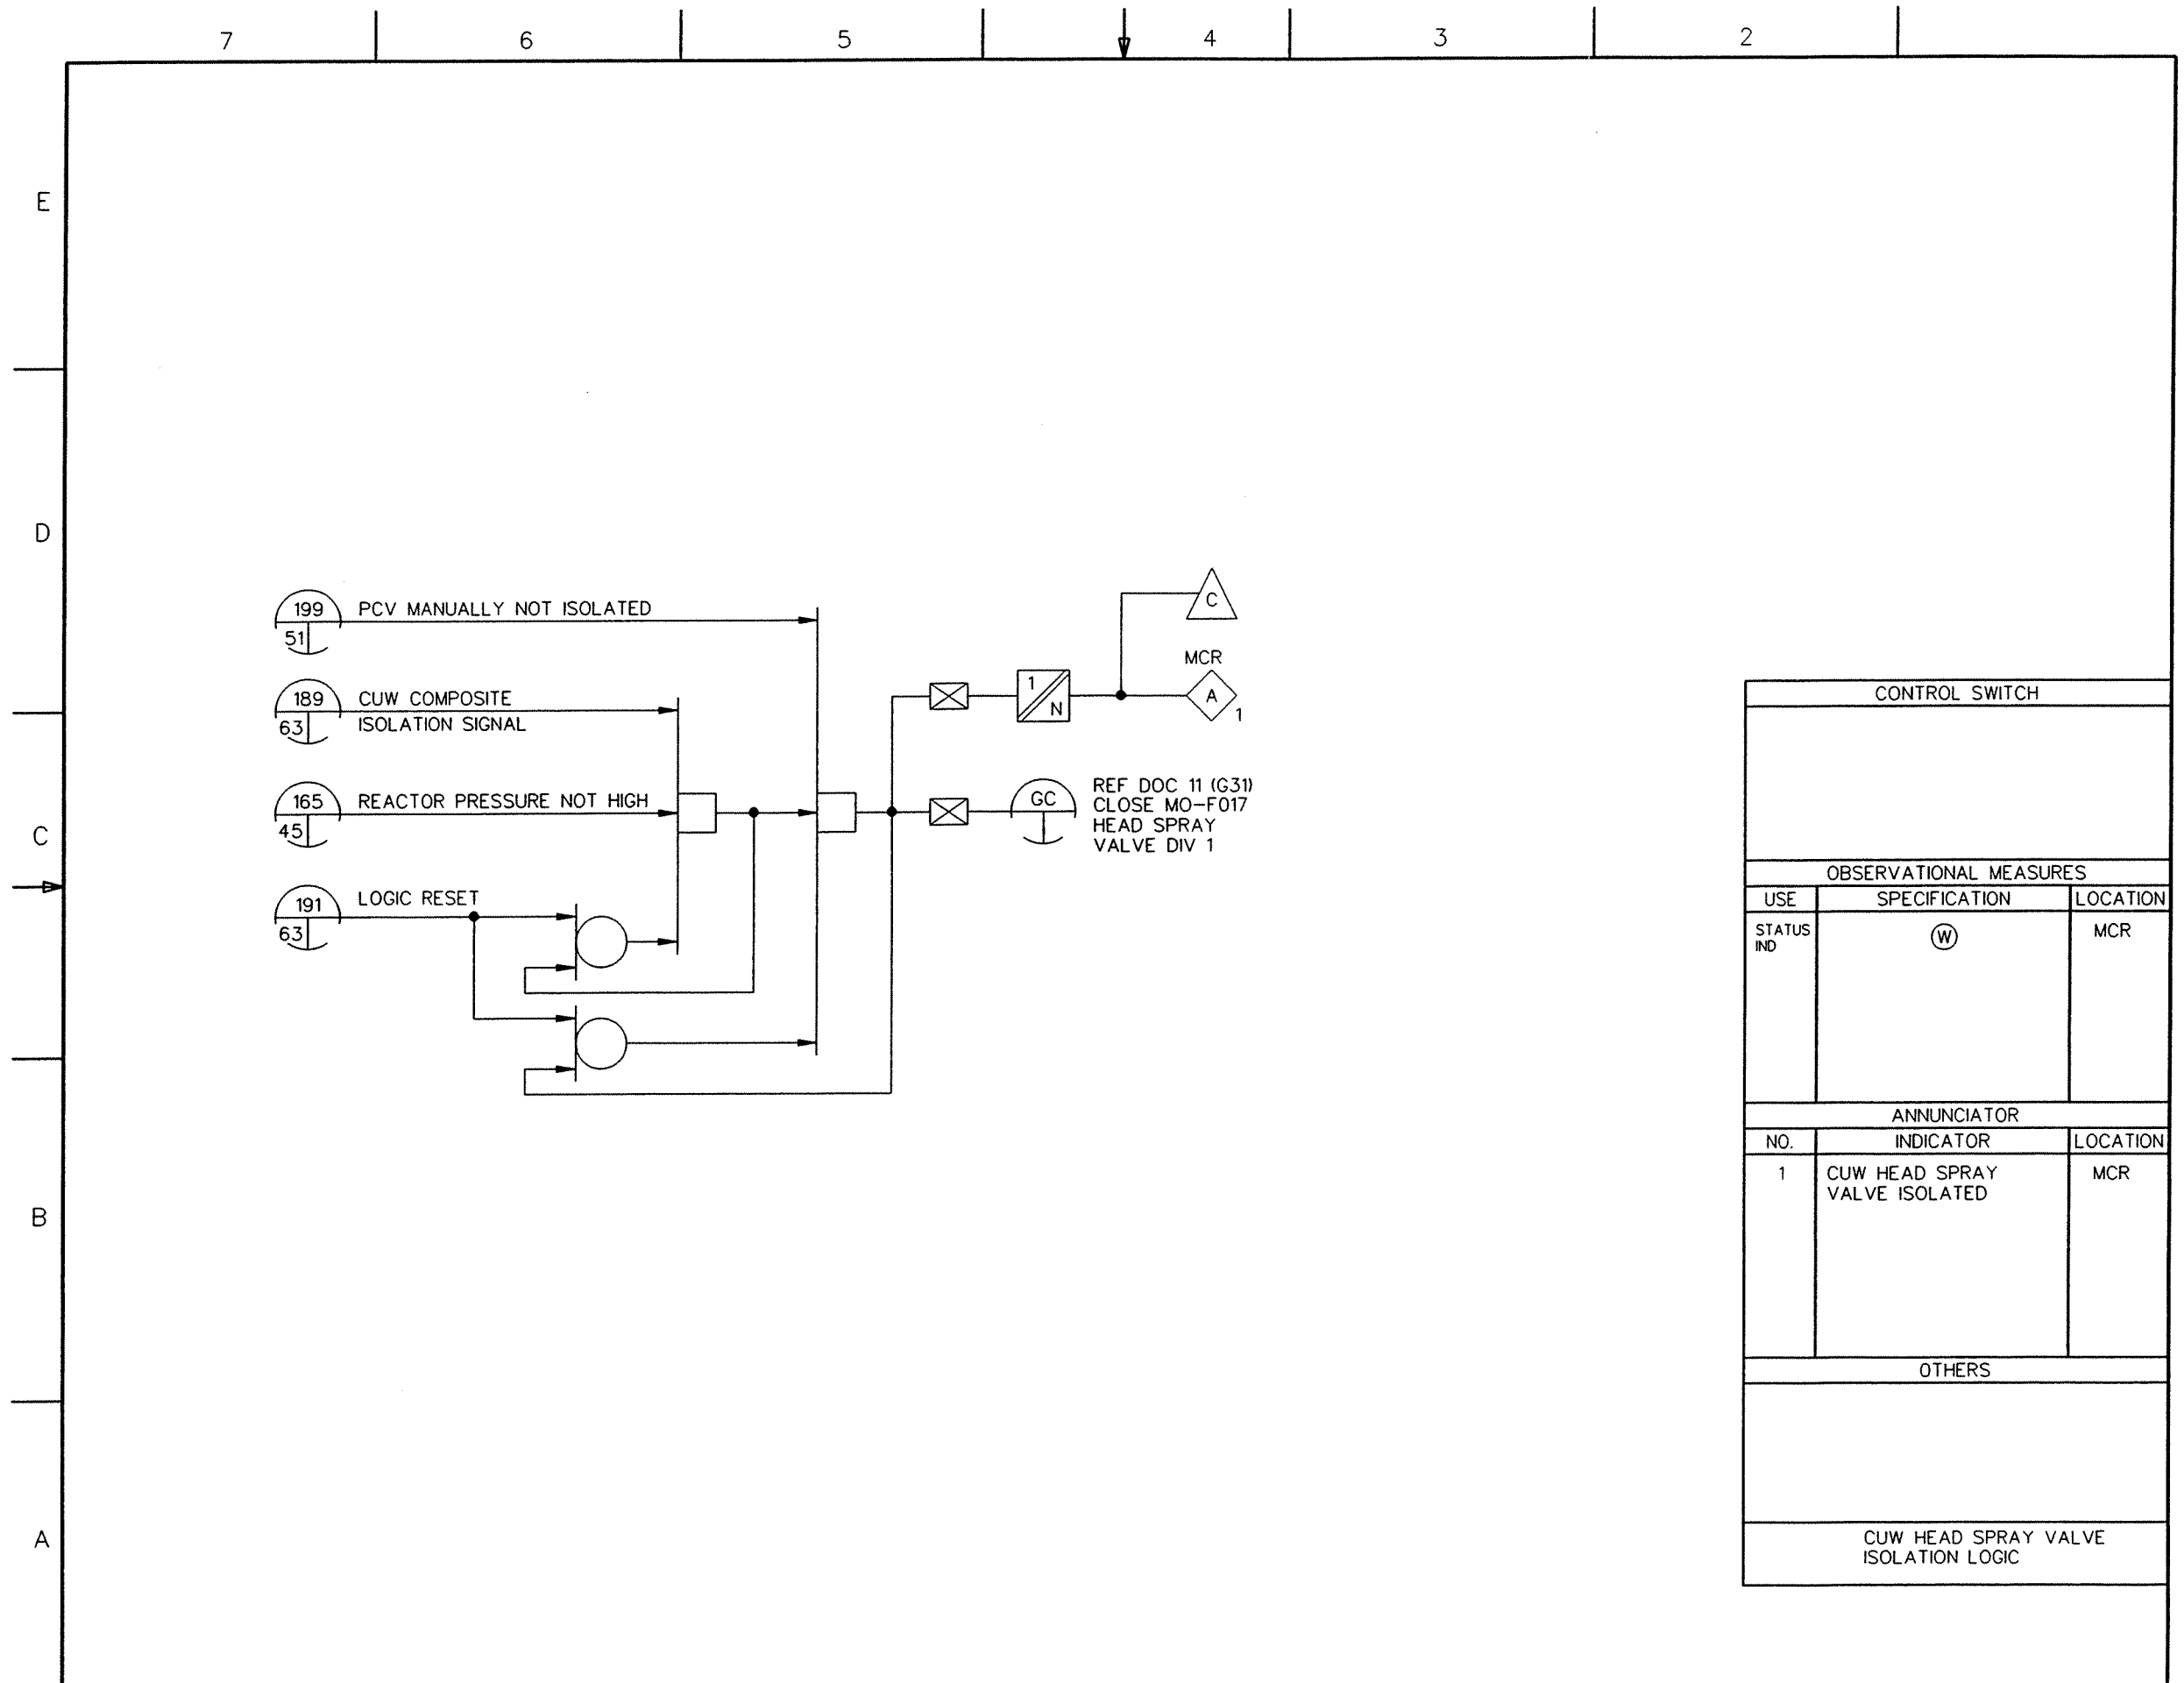 7 6 5 4 3 2
E
D
C
B
A
199 PCV MANUALLY NOT ISOLATED
51
189 CUW COMPOSITE
63 ISOLATION SIGNAL
165 REACTOR PRESSURE NOT HIGH
45
191 LOGIC RESET
63
C
MCR
1
N
A
1
GC
REF DOC 11 (G31)
CLOSE MO-F017
HEAD SPRAY
VALVE DIV 1
CONTROL SWITCH
OBSERVATIONAL MEASURES
USE SPECIFICATION LOCATION
STATUS
IND
W
MCR
ANNUNCIATOR
NO. INDICATOR LOCATION
1 CUW HEAD SPRAY MCR
VALVE ISOLATED
OTHERS
CUW HEAD SPRAY VALVE
ISOLATION LOGIC